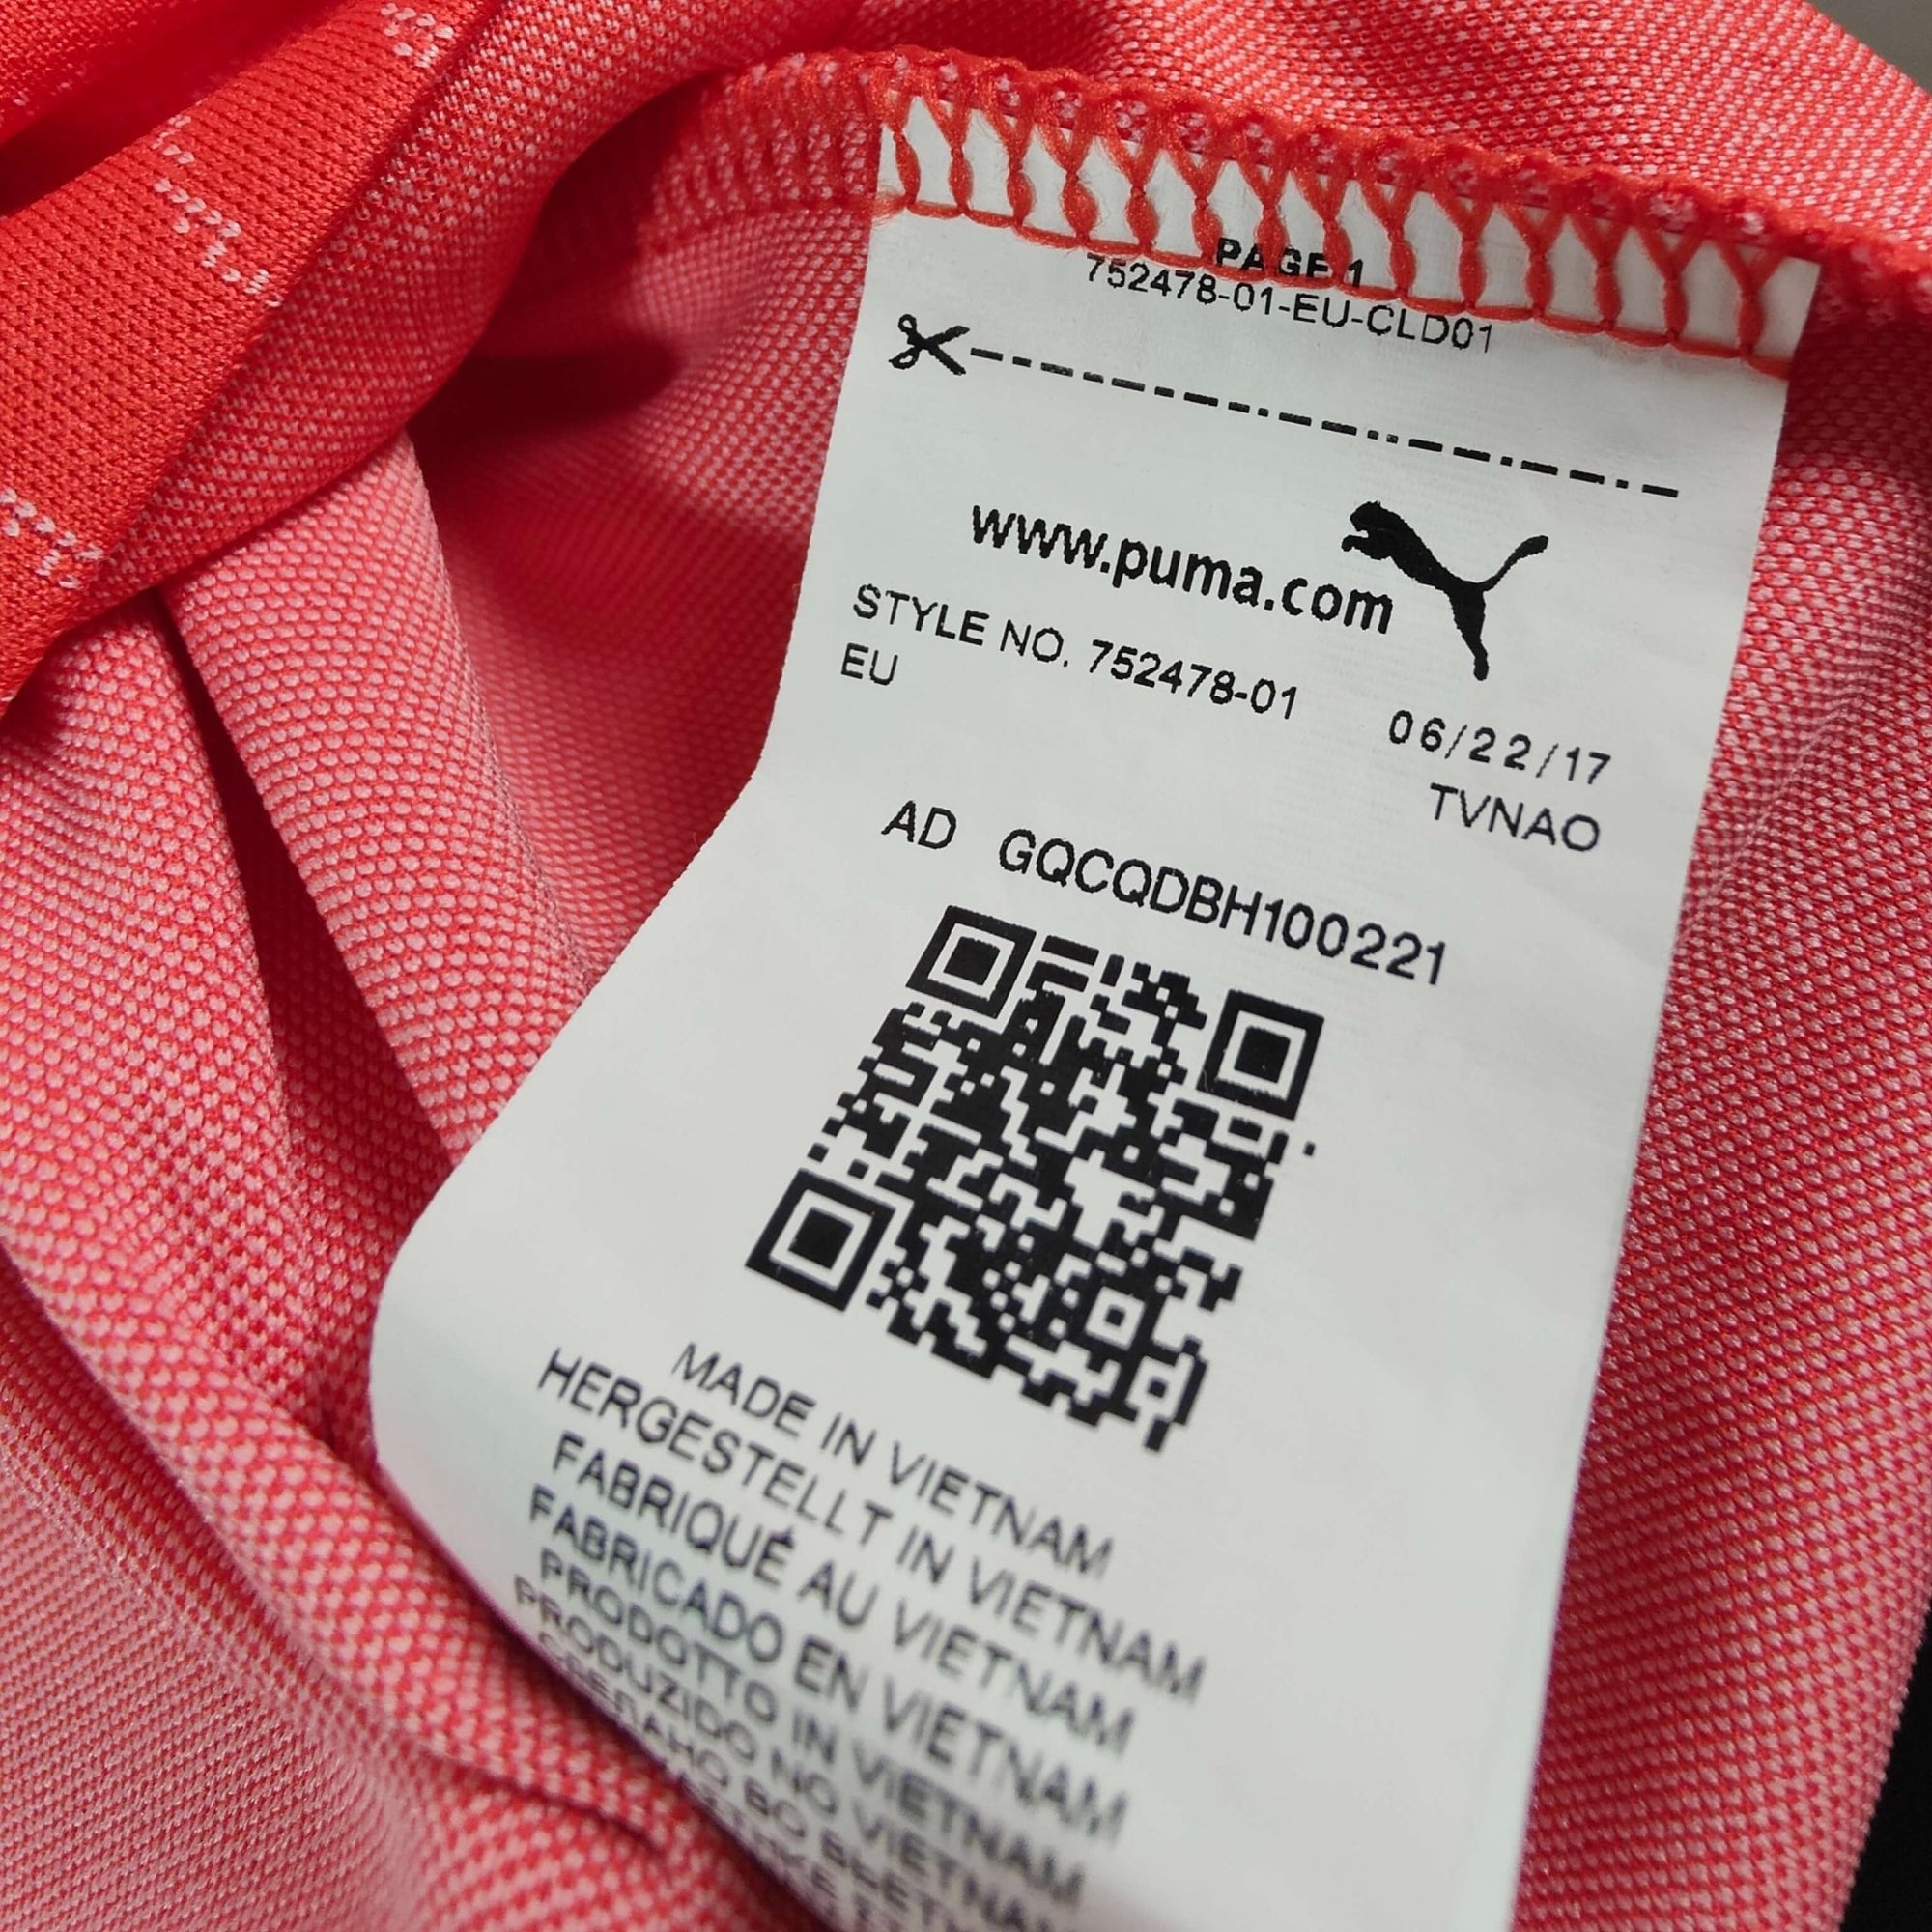 PAGE 1
752478-01-EU-CLD01
www.puma.com
STYLE NO. 752478-01
EU
06/22/17
TVNAO
AD GQCQDBH100221
MADE IN VIETNAM
HERGESTELLT IN VIETNAM
FABRIQUÉ AU VIETNAM
FABRICADO EN VIETNAM
PRODOTTO IN VIETNAM
PRODUZIDO NO VIETNAM